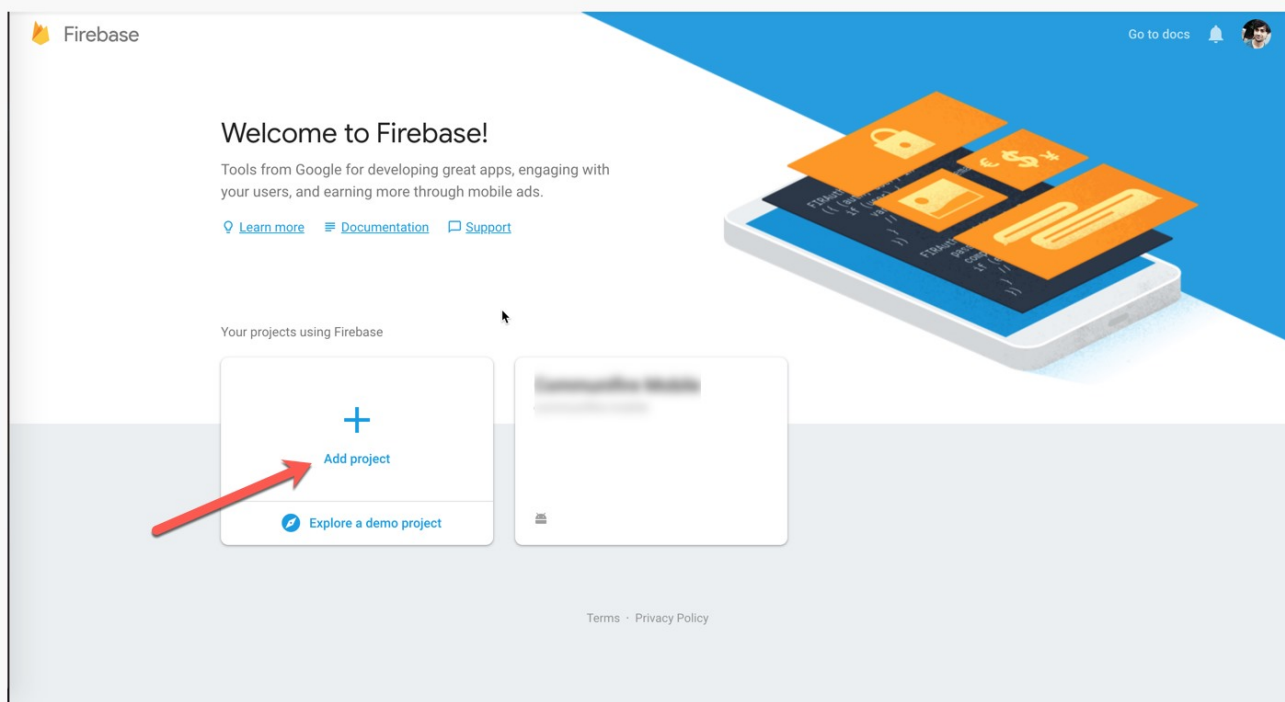 Firebase
Go to docs
Welcome to Firebase!
Tools from Google for developing great apps, engaging with
your users, and earning more through mobile ads.
Learn more
Documentation
Support
Your projects using Firebase
Add project
Explore a demo project
Terms · Privacy Policy